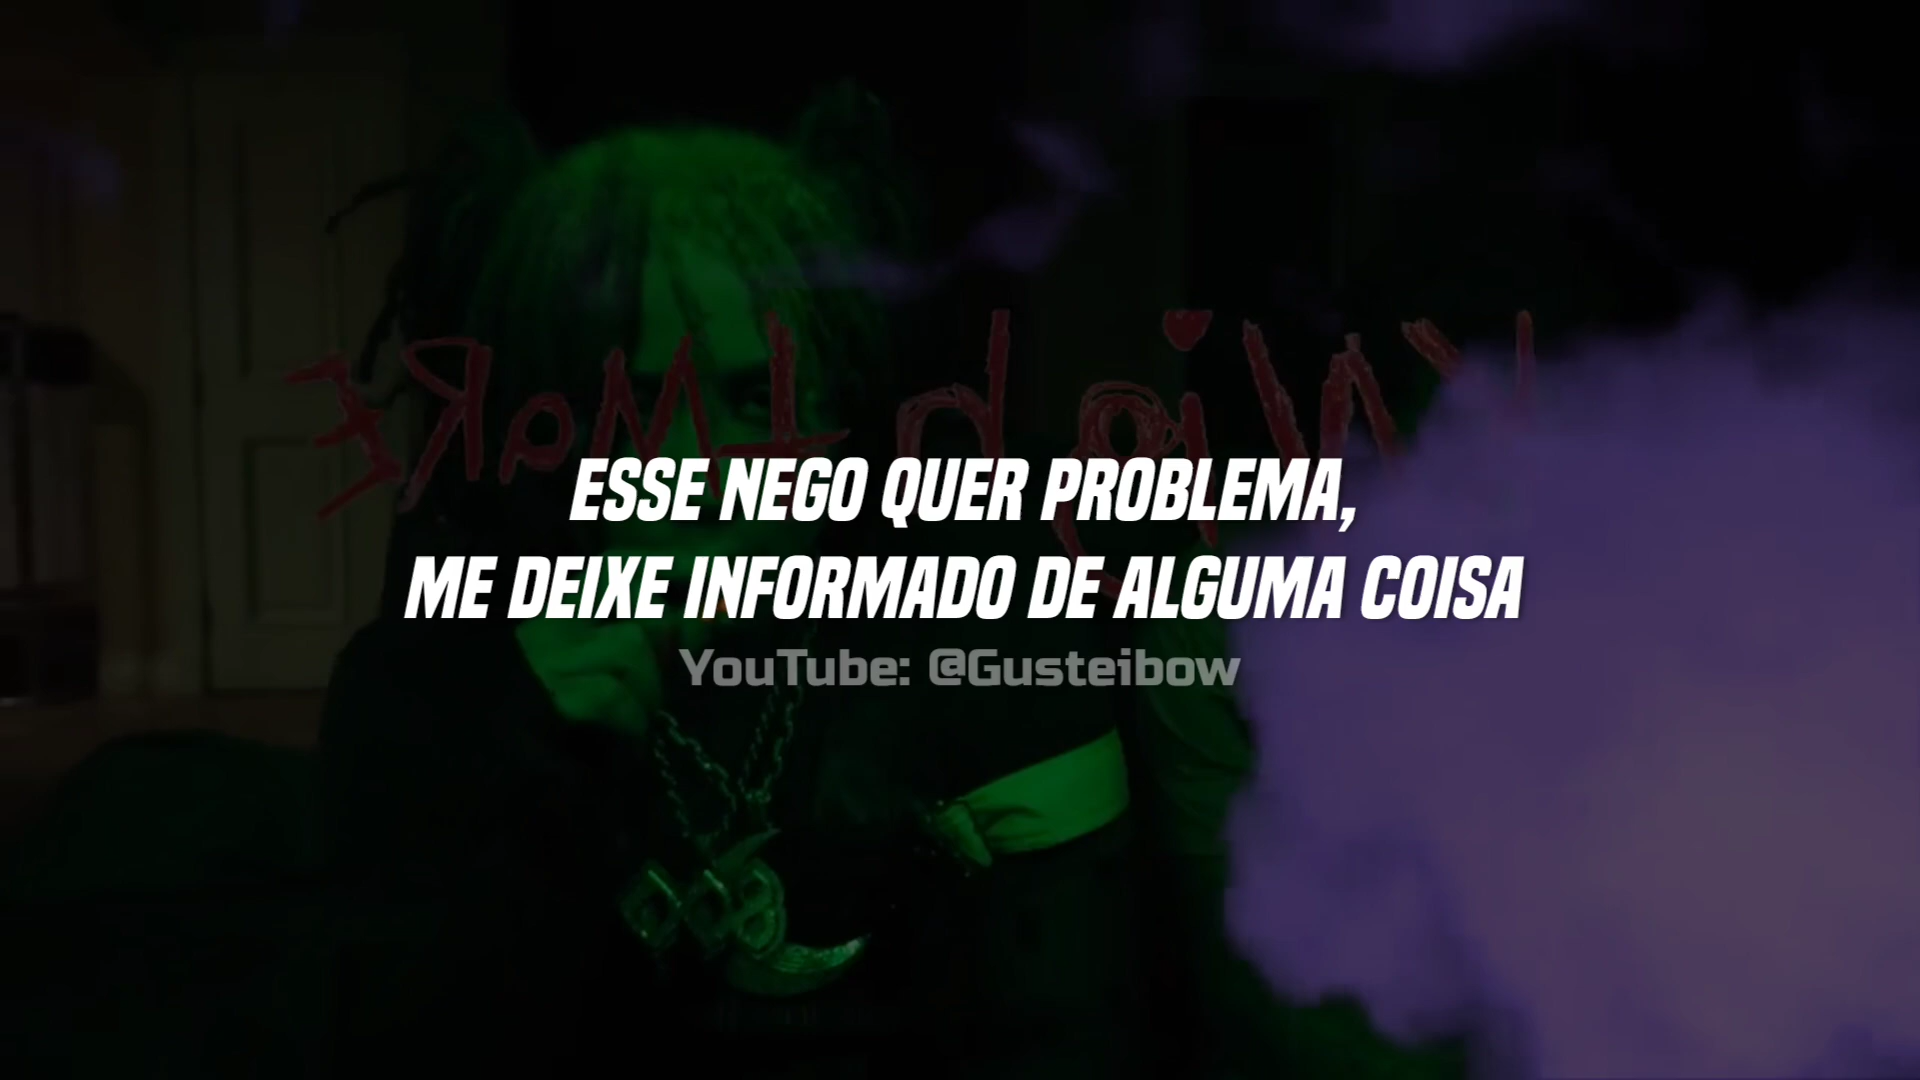 ESSE NEGO QUER PROBLEMA,
ME DEIXE INFORMADO DE ALGUMA COISA
YouTube: @Gusteibow